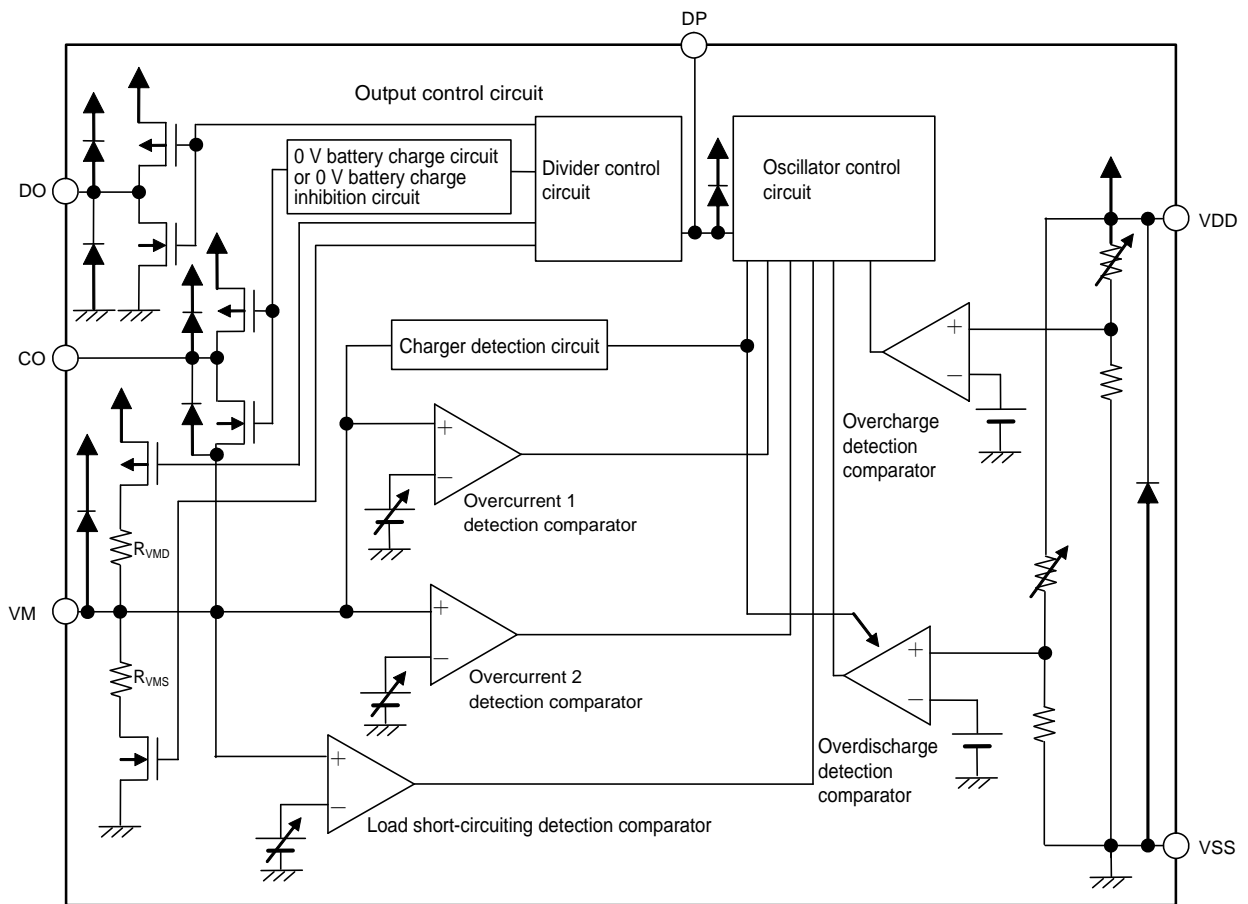 DP
Output control circuit
0 V battery charge circuit
or 0 V battery charge
inhibition circuit
Divider control
circuit
Oscillator control
circuit
DO
VDD
CO
Charger detection circuit
+
−
Overcharge
detection
comparator
+
−
Overcurrent 1
detection comparator
RVMD
VM
+
−
Overcurrent 2
detection comparator
RVMS
+
−
Overdischarge
detection
comparator
+
−
Load short-circuiting detection comparator
VSS